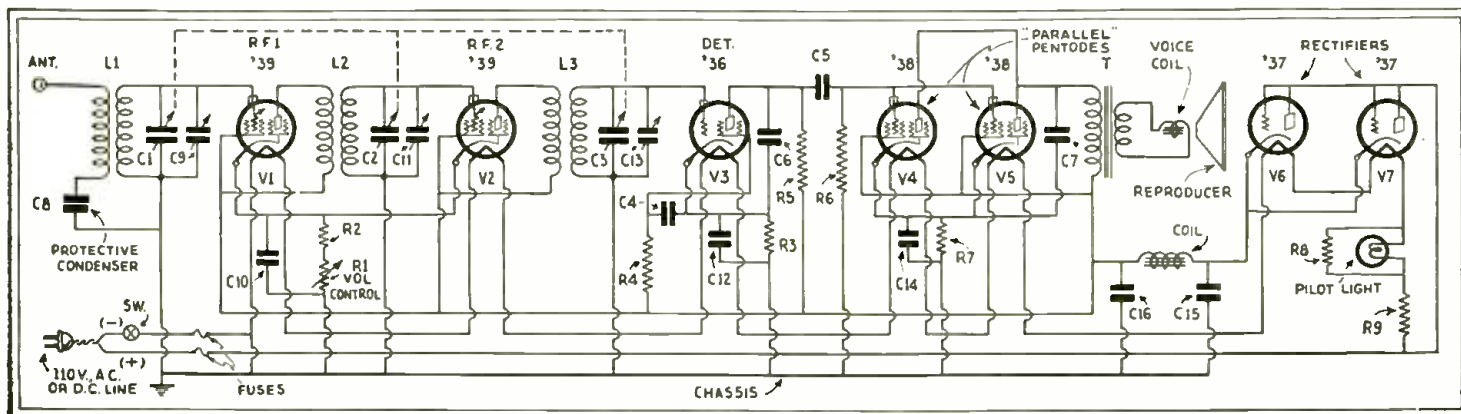 ANT.
L1
R.F.1
'39
L2
R.F.2
'39
L3
DET.
'36
C5
"PARALLEL"
PENTODES
'38
'38
T
VOICE
COIL
RECTIFIERS
'37
'37
C1
C9
V1
C2
C11
V2
C3
C13
V3
C6
R5
R6
V4
V5
C7
REPRODUCER
V6
V7
C8
PROTECTIVE
CONDENSER
C10
R2
R1
VOL
CONTROL
C4
R4
C12
R3
C14
R7
COIL
C16
C15
R8
PILOT LIGHT
R9
(-)
SW.
(+)
110V., A.C.
OR D.C. LINE
FUSES
CHASSIS